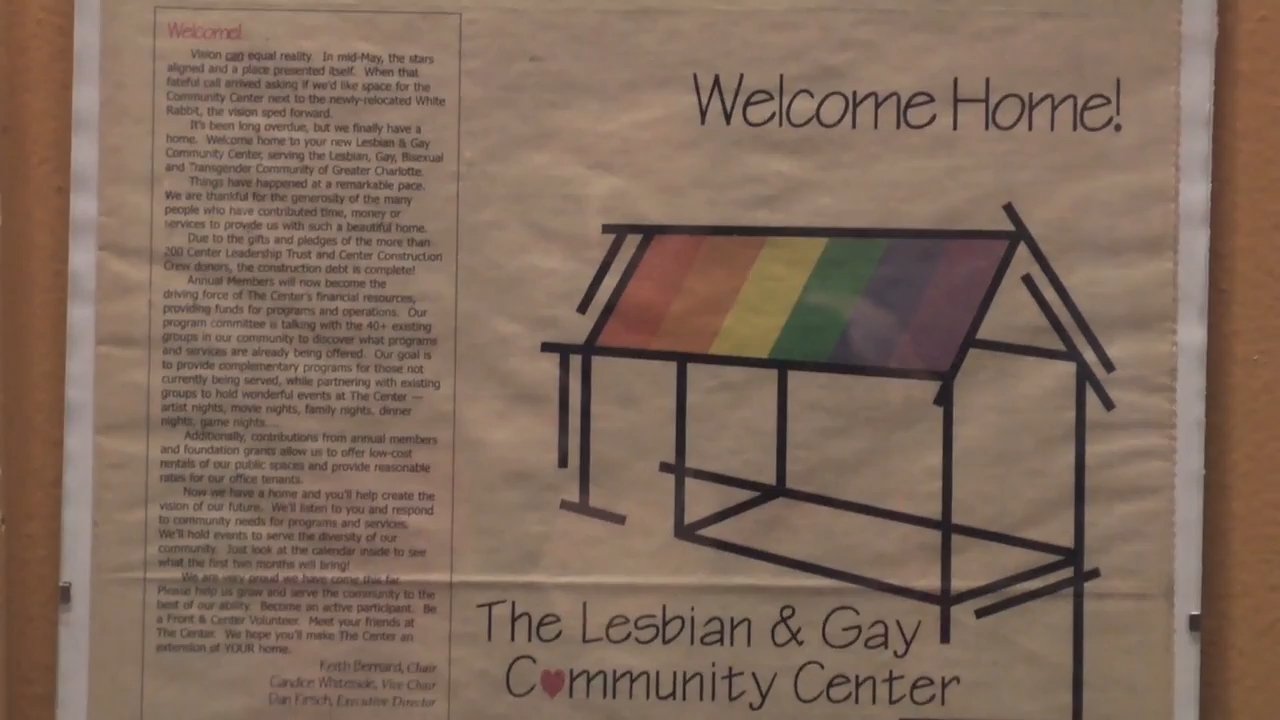 Welcome!
Vision can equal reality. In mid-May, the stars
aligned and a place presented itself. When that
fateful call arrived asking if we'd like space for the
Community Center next to the newly-relocated White
Rabbit, the vision sped forward.
It's been long overdue, but we finally have a
home. Welcome home to your new Lesbian & Gay
Community Center, serving the Lesbian, Gay, Bisexual
and Transgender Community of Greater Charlotte.
Things have happened at a remarkable pace.
We are thankful for the generosity of the many
people who have contributed time, money or
services to provide us with such a beautiful home.
Due to the gifts and pledges of the more than
200 Center Leadership Trust and Center Construction
Crew donors, the construction debt is complete!
Annual Members will now become the
driving force of The Center's financial resources,
providing funds for programs and operations. Our
program committee is talking with the 40+ existing
groups in our community to discover what programs
and services are already being offered. Our goal is
to provide complementary programs for those not
currently being served, while partnering with existing
groups to hold wonderful events at The Center —
artist nights, movie nights, family nights, dinner
nights, game nights....
Additionally, contributions from annual members
and foundation grants allow us to offer low-cost
rentals of our public spaces and provide reasonable
rates for our office tenants.
Now we have a home and you'll help create the
vision of our future. We'll listen to you and respond
to community needs for programs and services.
We'll hold events to serve the diversity of our
community. Just look at the calendar inside to see
what the first two months will bring!
We are very proud we have come this far.
Please help us grow and serve the community to the
best of our ability. Become an active participant. Be
a Front & Center Volunteer. Meet your friends at
The Center. We hope you'll make The Center an
extension of YOUR home.
Keith Bernard, Chair
Candice Whiteside, Vice Chair
Dan Kirsch, Executive Director
Welcome Home!
The Lesbian & Gay
Community Center